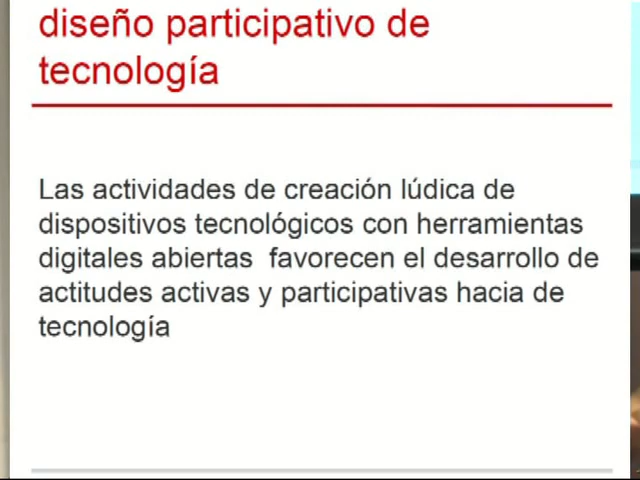 diseño participativo de
tecnología
Las actividades de creación lúdica de
dispositivos tecnológicos con herramientas
digitales abiertas favorecen el desarrollo de
actitudes activas y participativas hacia de
tecnología